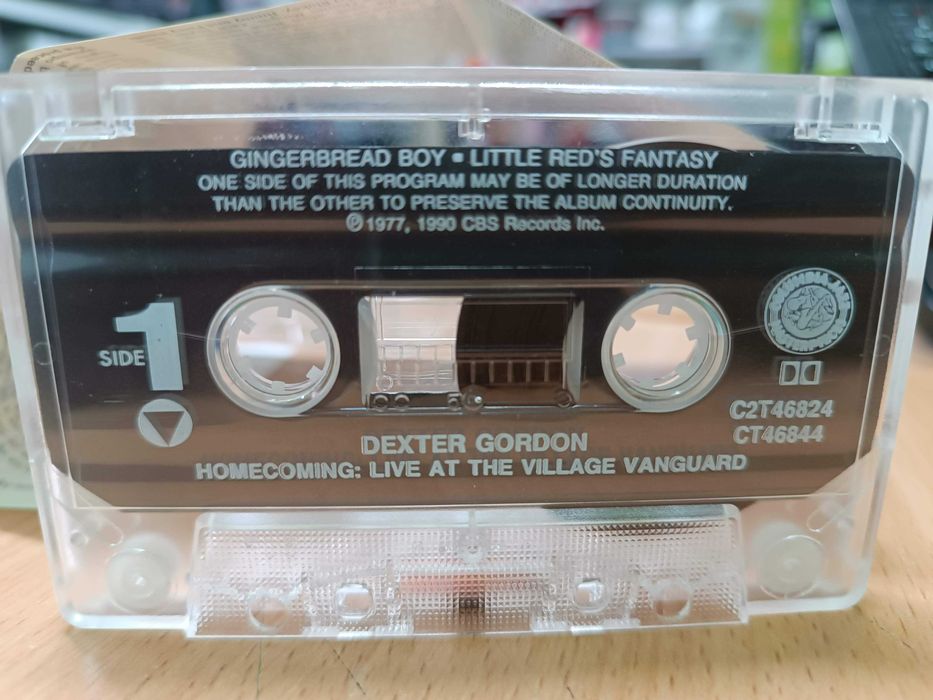 GINGERBREAD BOY ▪ LITTLE RED'S FANTASY
ONE SIDE OF THIS PROGRAM MAY BE OF LONGER DURATION
THAN THE OTHER TO PRESERVE THE ALBUM CONTINUITY.
℗ 1977, 1990 CBS Records Inc.
SIDE 1
C2T46824
CT46844
DEXTER GORDON
HOMECOMING: LIVE AT THE VILLAGE VANGUARD